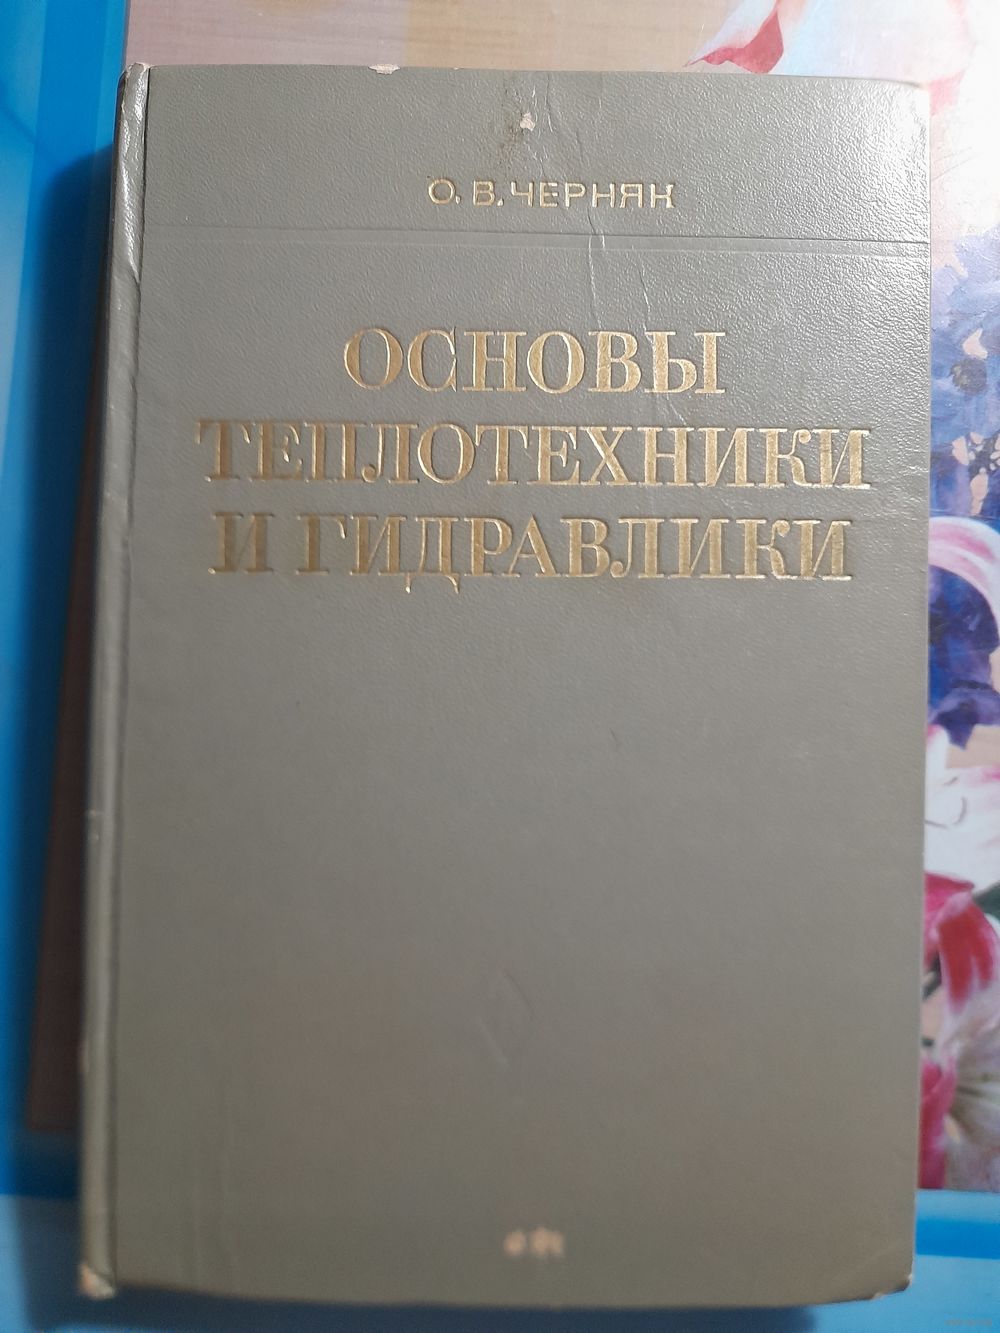 О. В. ЧЕРНЯК
ОСНОВЫ
ТЕПЛОТЕХНИКИ
И ГИДРАВЛИКИ